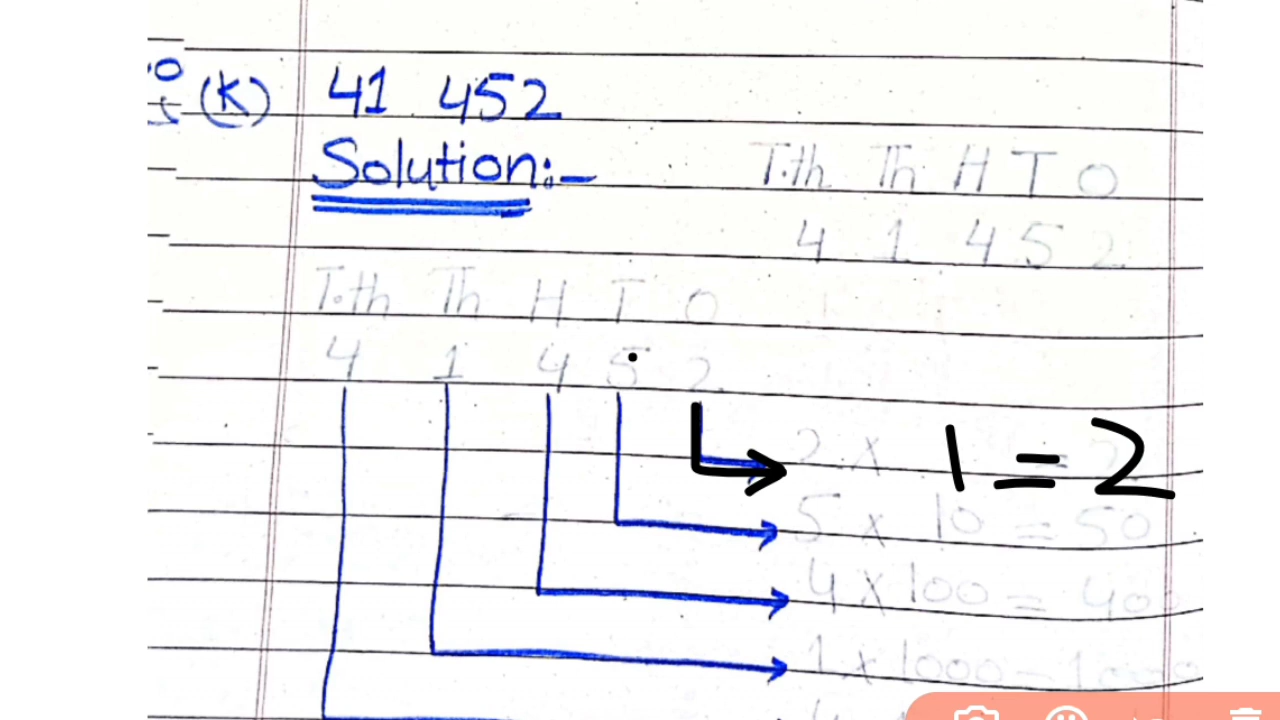 (K) 41 452
Solution:-
T.th Th H T O
4 1 4 5 2
T.th Th H T O
4 1 4 5 2
2 x 1 = 2
5 x 10 = 50
4 x 100 = 400
1 x 1000 = 1000